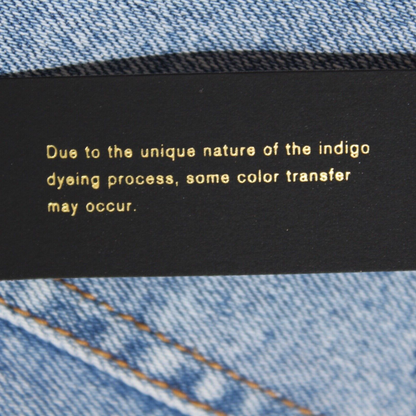 Due to the unique nature of the indigo
dyeing process, some color transfer
may occur.